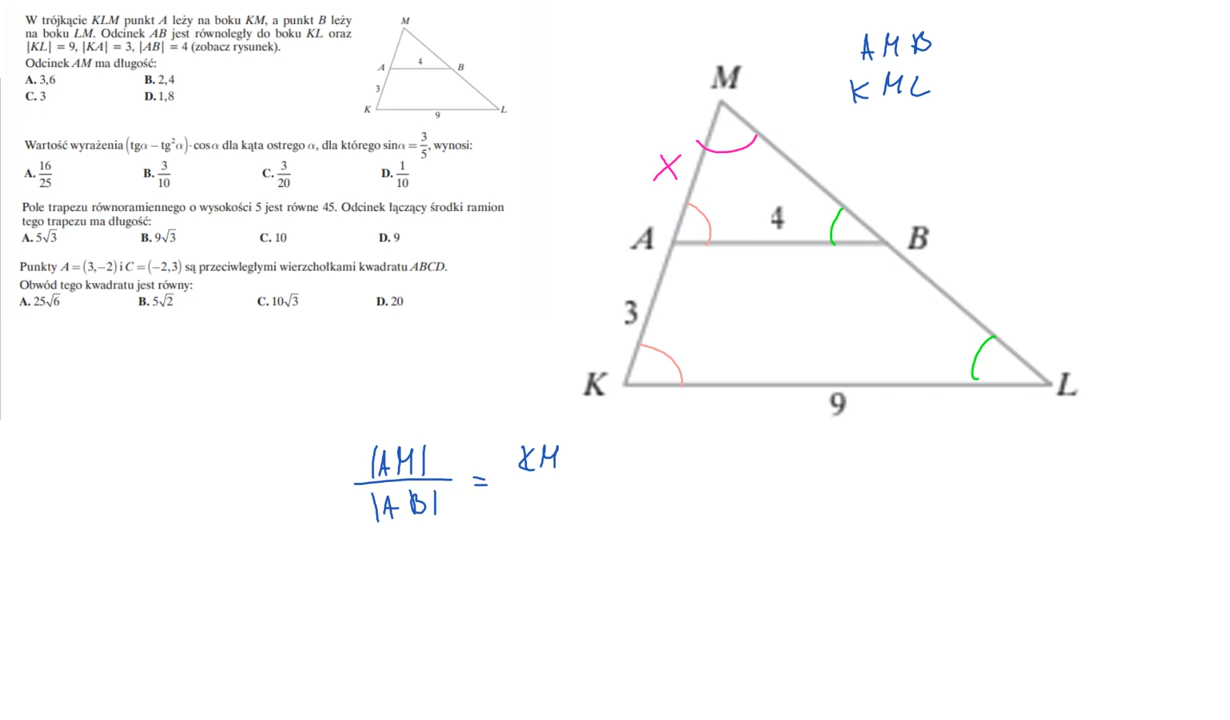 W trójkącie KLM punkt A leży na boku KM, a punkt B leży
na boku LM. Odcinek AB jest równoległy do boku KL oraz
|KL| = 9, |KA| = 3, |AB| = 4 (zobacz rysunek).
Odcinek AM ma długość:
A. 3,6 B. 2,4
C. 3 D. 1,8
M
A 4 B
3
K L
9
Wartość wyrażenia (tgα – tg²α)·cosα dla kąta ostrego α, dla którego sinα = 3/5, wynosi:
A. 16/25 B. 3/10 C. 3/20 D. 1/10
Pole trapezu równoramiennego o wysokości 5 jest równe 45. Odcinek łączący środki ramion
tego trapezu ma długość:
A. 5√3 B. 9√3 C. 10 D. 9
Punkty A = (3,–2) i C = (–2,3) są przeciwległymi wierzchołkami kwadratu ABCD.
Obwód tego kwadratu jest równy:
A. 25√6 B. 5√2 C. 10√3 D. 20
AMB
KML
M
X
A 4 B
3
K L
9
|AM| / |AB| = KM